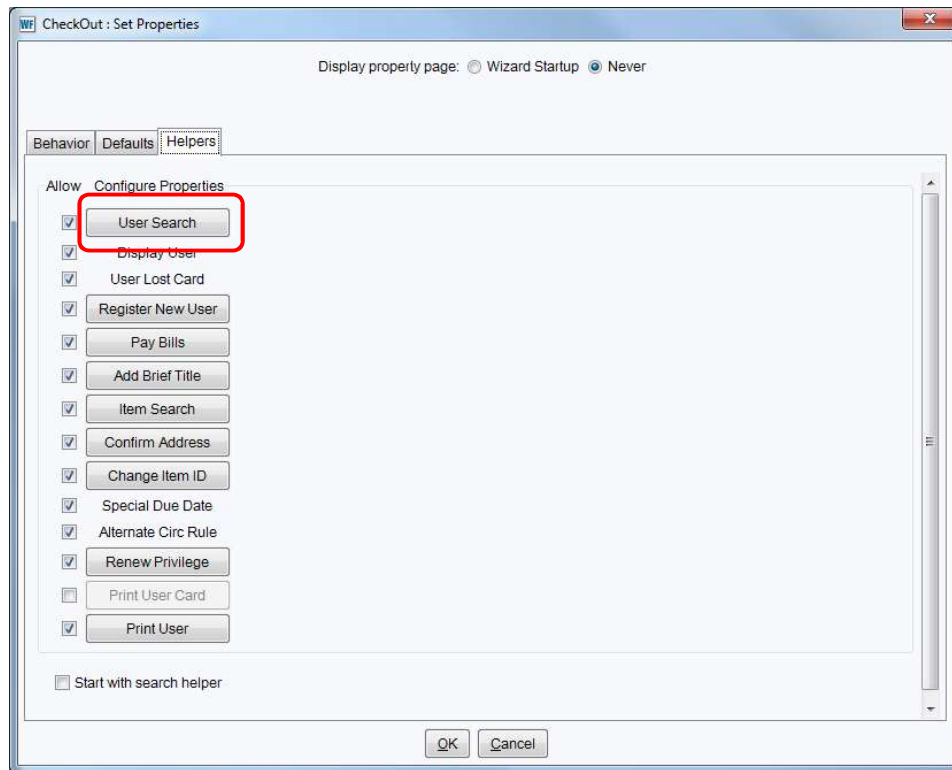 WF CheckOut : Set Properties
Display property page: Wizard Startup Never
Behavior Defaults Helpers
Allow Configure Properties
User Search
Display User
User Lost Card
Register New User
Pay Bills
Add Brief Title
Item Search
Confirm Address
Change Item ID
Special Due Date
Alternate Circ Rule
Renew Privilege
Print User Card
Print User
Start with search helper
OK Cancel